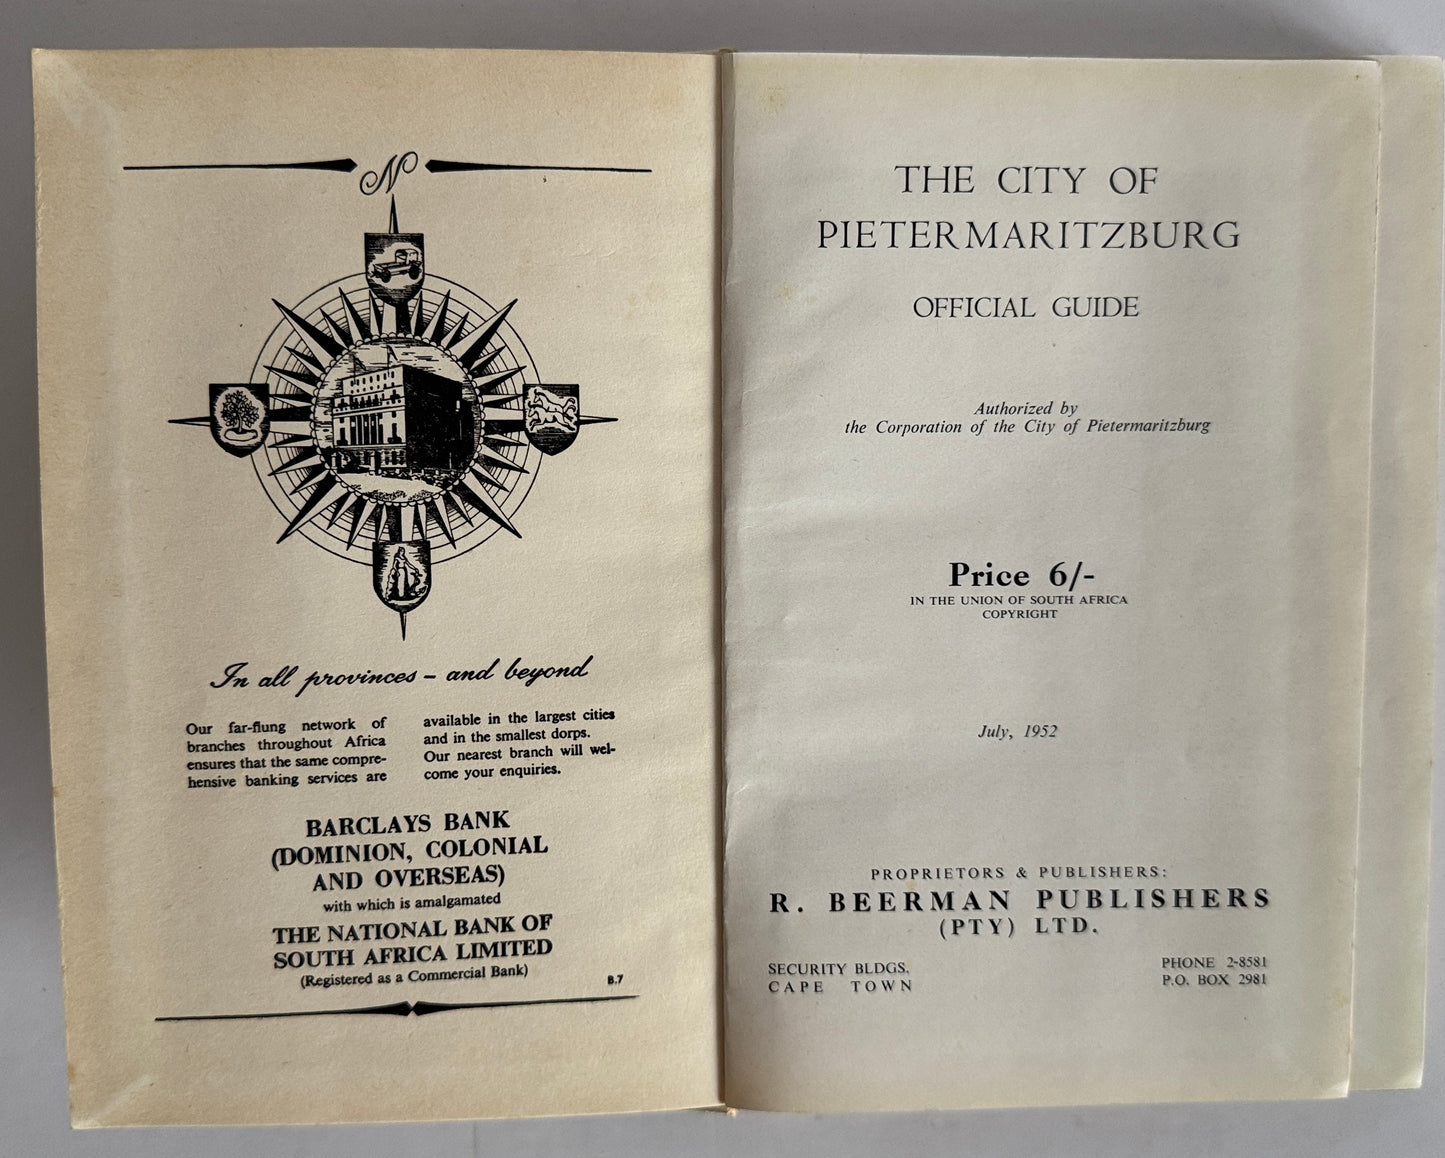 N
In all provinces – and beyond
Our far-flung network of
branches throughout Africa
ensures that the same compre-
hensive banking services are
available in the largest cities
and in the smallest dorps.
Our nearest branch will wel-
come your enquiries.
BARCLAYS BANK
(DOMINION, COLONIAL
AND OVERSEAS)
with which is amalgamated
THE NATIONAL BANK OF
SOUTH AFRICA LIMITED
(Registered as a Commercial Bank)
B.7
THE CITY OF
PIETERMARITZBURG
OFFICIAL GUIDE
Authorized by
the Corporation of the City of Pietermaritzburg
Price 6/-
IN THE UNION OF SOUTH AFRICA
COPYRIGHT
July, 1952
PROPRIETORS & PUBLISHERS:
R. BEERMAN PUBLISHERS
(PTY) LTD.
SECURITY BLDGS.
CAPE TOWN
PHONE 2-8581
P.O. BOX 2981